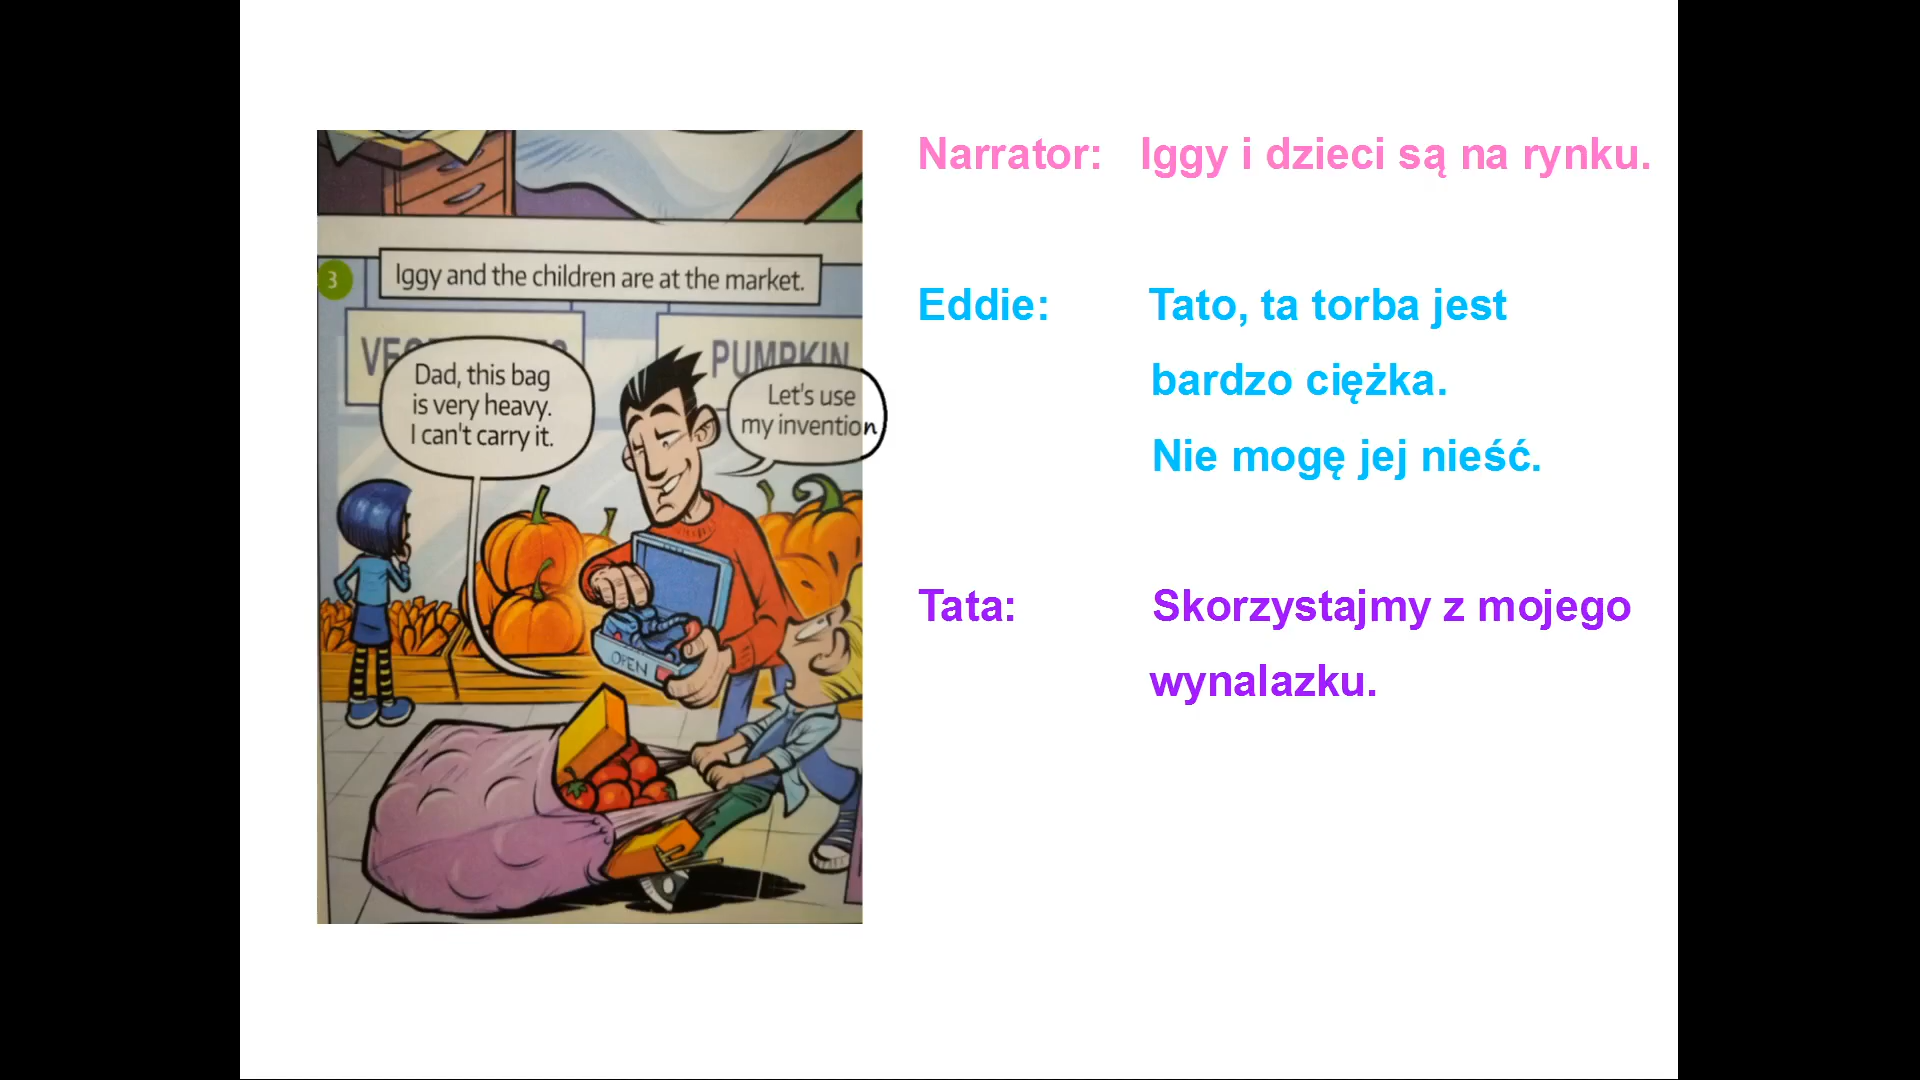 3
Iggy and the children are at the market.
PUMPKIN
Dad, this bag
is very heavy.
I can't carry it.
Let's use
my invention
OPEN
Narrator: Iggy i dzieci są na rynku.
Eddie: Tato, ta torba jest
bardzo ciężka.
Nie mogę jej nieść.
Tata: Skorzystajmy z mojego
wynalazku.